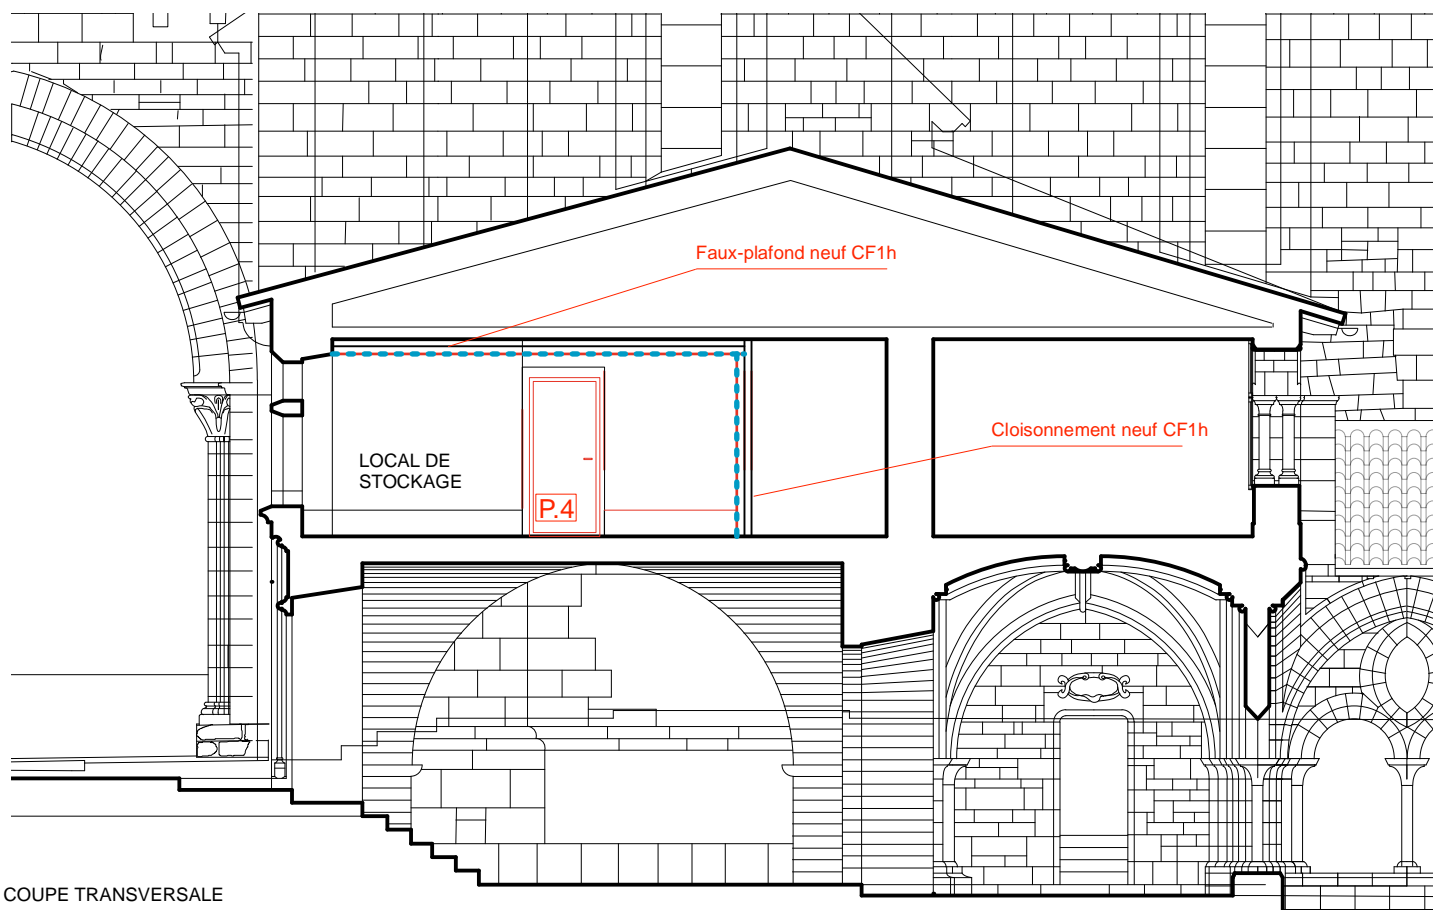 Faux-plafond neuf CF1h
Cloisonnement neuf CF1h
LOCAL DE
STOCKAGE
P.4
COUPE TRANSVERSALE